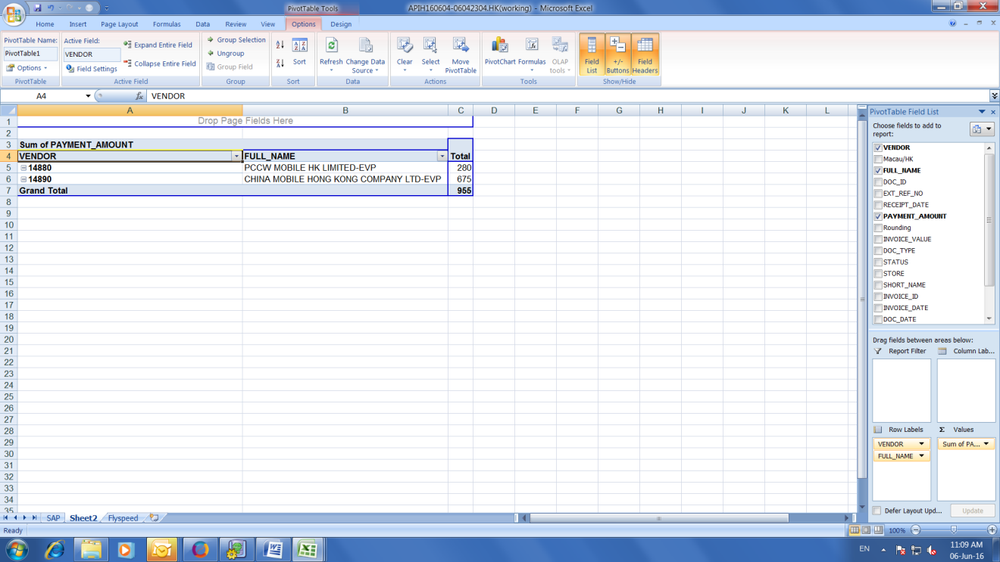 PivotTable Tools
APIH160604-06042304.HK(working) - Microsoft Excel
Home Insert Page Layout Formulas Data Review View Options Design
PivotTable Name:
PivotTable1
Options
PivotTable
Active Field:
VENDOR
Field Settings
Expand Entire Field
Collapse Entire Field
Active Field
Group Selection
Ungroup
Group Field
Group
Sort
Sort
Refresh Change Data Source
Data
Clear Select Move PivotTable
Actions
PivotChart Formulas OLAP tools
Tools
Field List +/- Buttons Field Headers
Show/Hide
A4 fx VENDOR
A B C D E F G H I J K L
1 Drop Page Fields Here
2
3 Sum of PAYMENT_AMOUNT
4 VENDOR FULL_NAME Total
5 14880 PCCW MOBILE HK LIMITED-EVP 280
6 14890 CHINA MOBILE HONG KONG COMPANY LTD-EVP 675
7 Grand Total 955
8
9
10
11
12
13
14
15
16
17
18
19
20
21
22
23
24
25
26
27
28
29
30
31
32
33
34
35
PivotTable Field List
Choose fields to add to
report:
VENDOR
Macau/HK
FULL_NAME
DOC_ID
EXT_REF_NO
RECEIPT_DATE
PAYMENT_AMOUNT
Rounding
INVOICE_VALUE
DOC_TYPE
STATUS
STORE
SHORT_NAME
INVOICE_ID
INVOICE_DATE
DOC_DATE
Drag fields between areas below:
Report Filter Column Lab...
Row Labels Σ Values
VENDOR Sum of PA...
FULL_NAME
Defer Layout Upd... Update
SAP Sheet2 Flyspeed
Ready 100%
EN 11:09 AM
06-Jun-16